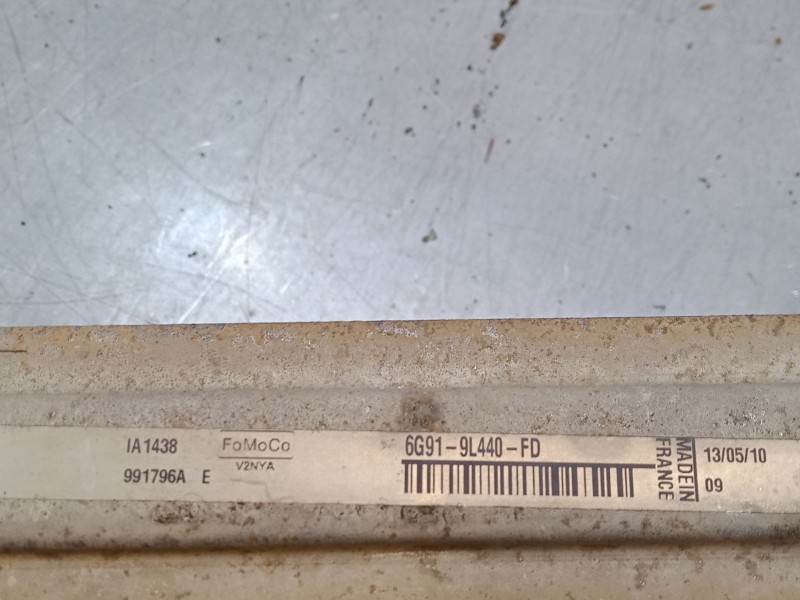 IA1438
991796A E
FoMoCo
V2NYA
6G91-9L440-FD
MADE IN
FRANCE
13/05/10
09